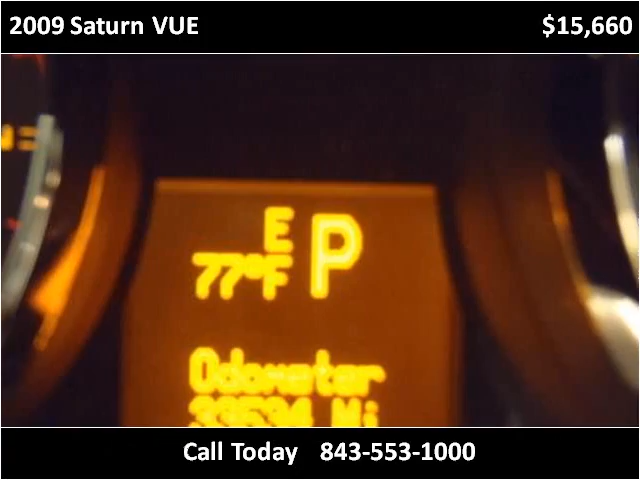 2009 Saturn VUE $15,660
E
77°F P
Odometer
Call Today 843-553-1000